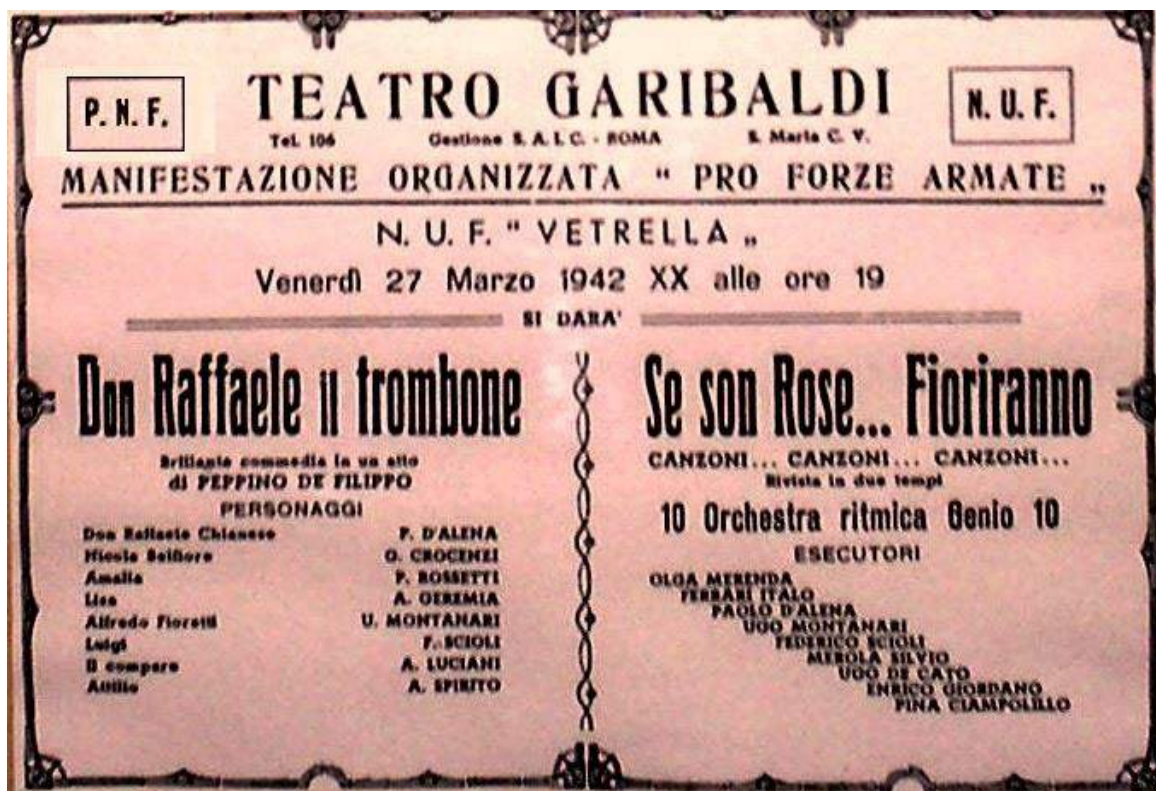 P. N. F.
TEATRO GARIBALDI
N. U. F.
Tel. 106 Gestione S. A. I. C. - ROMA S. Maria C. V.
MANIFESTAZIONE ORGANIZZATA “ PRO FORZE ARMATE „
N. U. F. “ VETRELLA „
Venerdì 27 Marzo 1942 XX alle ore 19
SI DARA'
Don Raffaele il trombone
Brillante commedia in un atto
di PEPPINO DE FILIPPO
PERSONAGGI
Don Raffaele Chianese P. D'ALENA
Nicola Belfiore O. CROCENZI
Amalia P. ROSSETTI
Lisa A. GEREMIA
Alfredo Fioretti U. MONTANARI
Luigi F. SCIOLI
Il compare A. LUCIANI
Attilio A. SPIRITO
Se son Rose... Fioriranno
CANZONI... CANZONI... CANZONI...
Rivista in due tempi
10 Orchestra ritmica Genio 10
ESECUTORI
OLGA MERENDA
FERRARI ITALO
PAOLO D'ALENA
UGO MONTANARI
FEDERICO SCIOLI
MEROLA SILVIO
UGO DE CATO
ENRICO GIORDANO
PINA CIAMPOLILLO